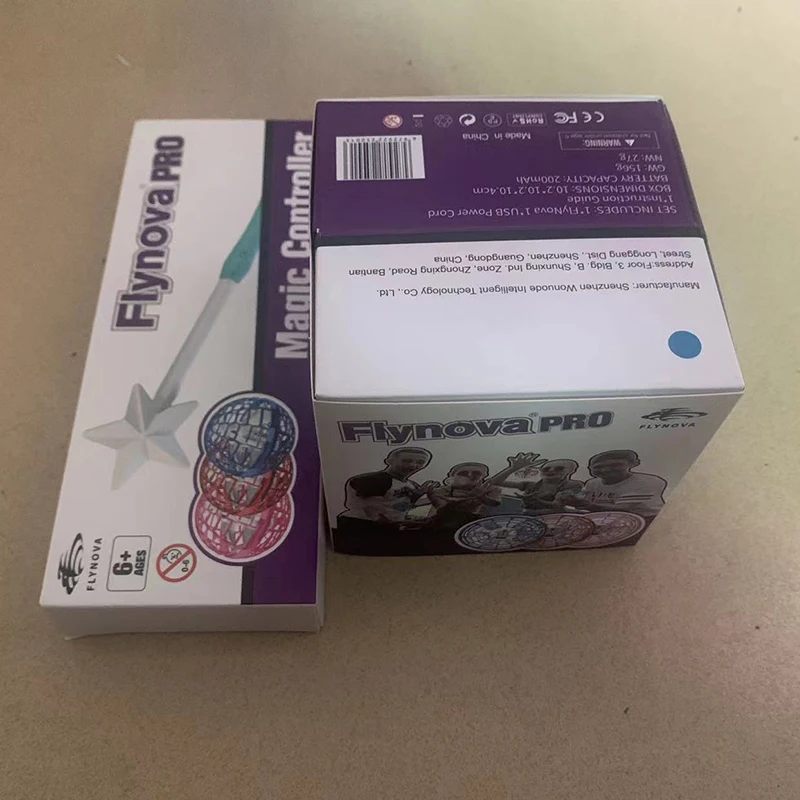 Flynova® PRO
Magic Controller
FLYNOVA
6+
AGES
0-6
Made in China
WARNING:
SET INCLUDES: 1*FlyNova 1*USB Power Cord
1*Instruction Guide
BOX DIMENSIONS: 10.2*10.2*10.4cm
BATTERY CAPACITY: 200mAh
GW: 156g
NW: 27g
Manufacturer: Shenzhen Wonuode Intelligent Technology Co., Ltd.
Address:Floor 3, Bldg. B, Shunxing Ind. Zone, Zhongxing Road, Bantian
Street, Longgang Dist., Shenzhen, Guangdong, China
Flynova® PRO
FLYNOVA